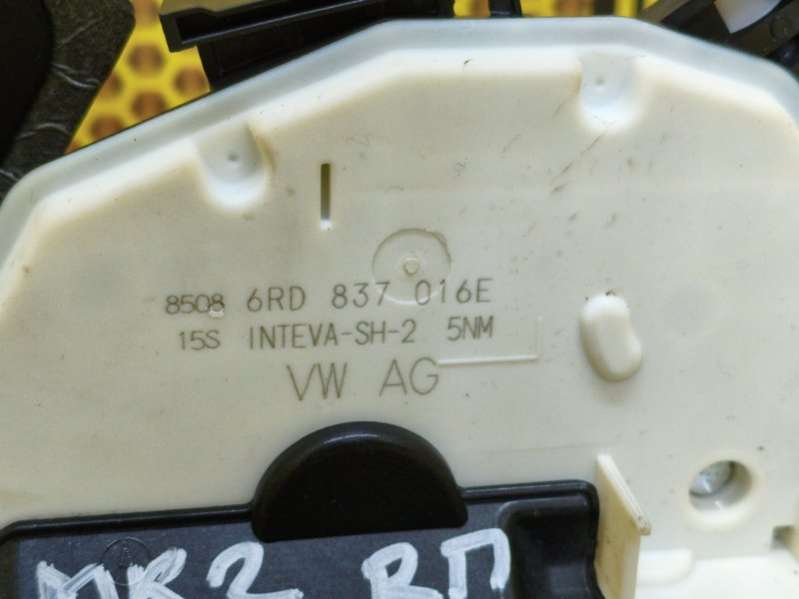 8508 6RD 837 016E
15S INTEVA-SH-2 5NM
VW AG
ПК2 ВП